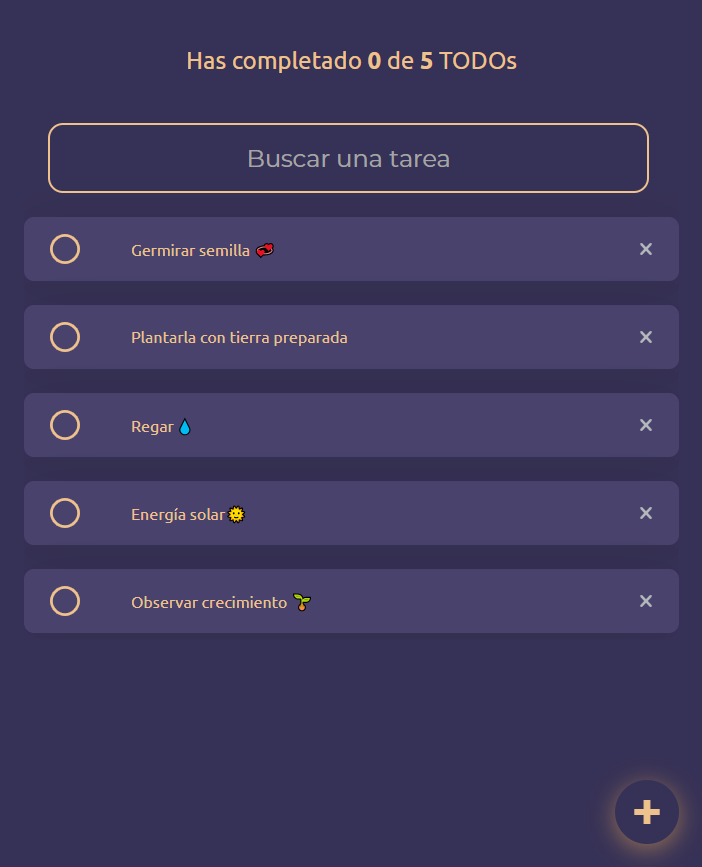 Has completado 0 de 5 TODOs
Buscar una tarea
Germirar semilla 🫘
Plantarla con tierra preparada
Regar 💧
Energía solar 🌞
Observar crecimiento 🌱